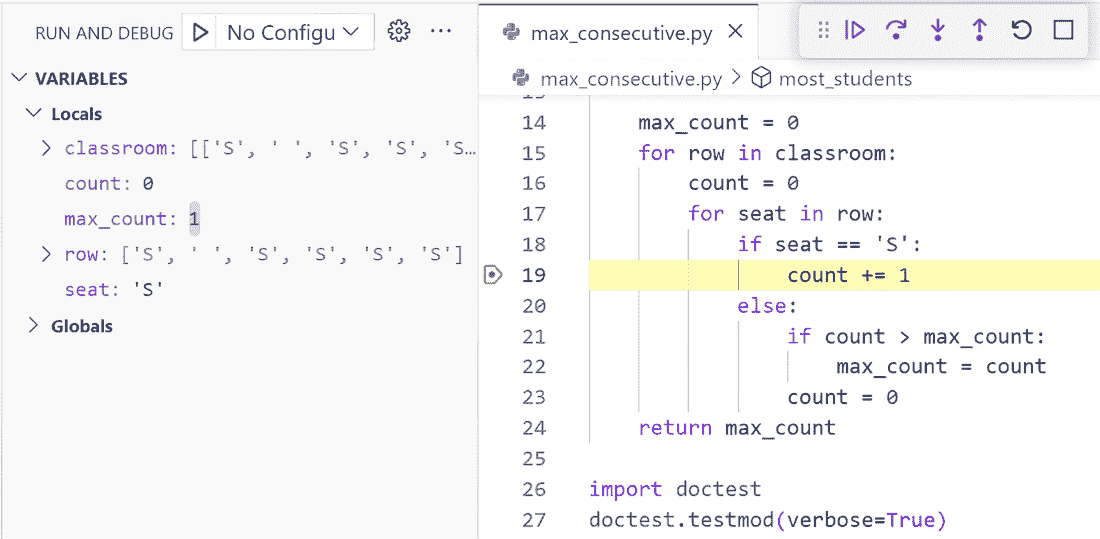 RUN AND DEBUG No Configu
VARIABLES
Locals
classroom: [['S', ' ', 'S', 'S', 'S...
count: 0
max_count: 1
row: ['S', ' ', 'S', 'S', 'S', 'S']
seat: 'S'
Globals
max_consecutive.py
max_consecutive.py > most_students
14 max_count = 0
15 for row in classroom:
16 count = 0
17 for seat in row:
18 if seat == 'S':
19 count += 1
20 else:
21 if count > max_count:
22 max_count = count
23 count = 0
24 return max_count
25
26 import doctest
27 doctest.testmod(verbose=True)